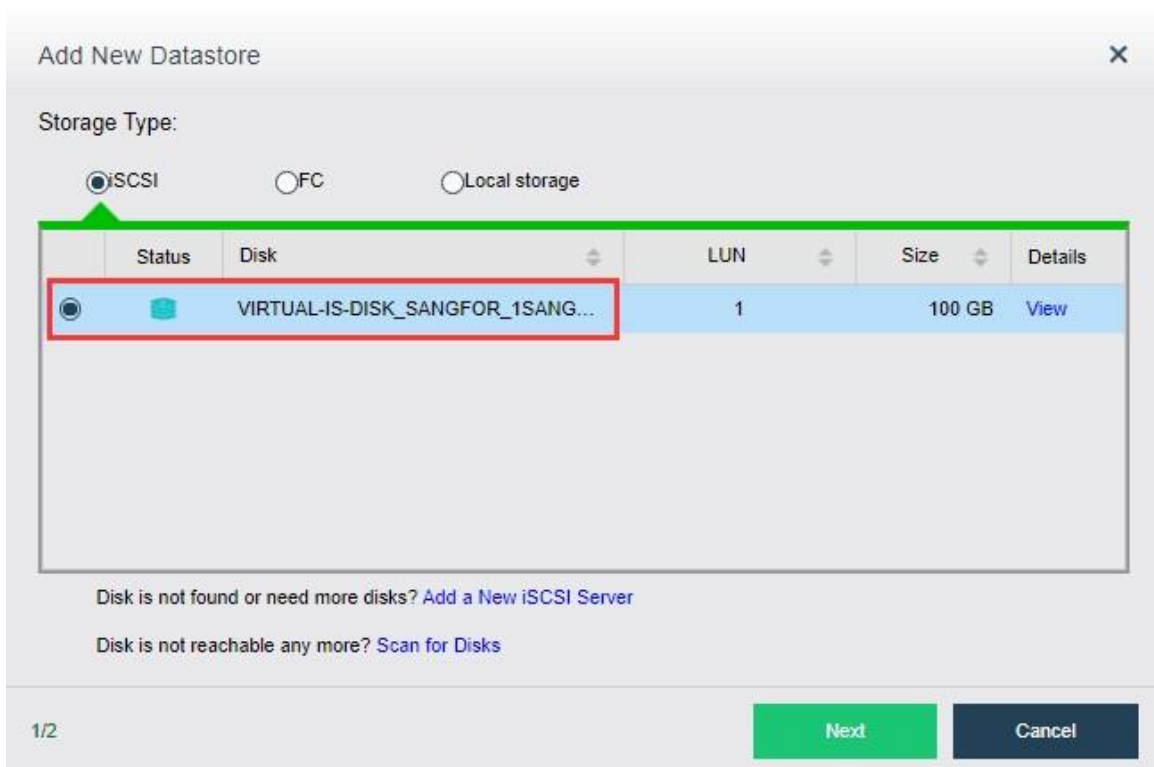 Add New Datastore
Storage Type:
iSCSI FC Local storage
Status Disk LUN Size Details
VIRTUAL-IS-DISK_SANGFOR_1SANG... 1 100 GB View
Disk is not found or need more disks? Add a New iSCSI Server
Disk is not reachable any more? Scan for Disks
1/2 Next Cancel